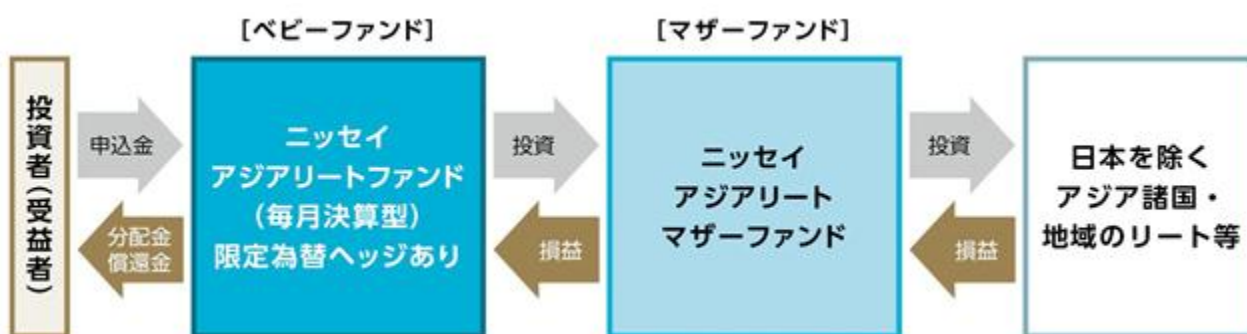 [ベビーファンド]
[マザーファンド]
投資者(受益者)
申込金
分配金
償還金
ニッセイ
アジアリートファンド
(毎月決算型)
限定為替ヘッジあり
投資
損益
ニッセイ
アジアリート
マザーファンド
投資
損益
日本を除く
アジア諸国・
地域のリート等